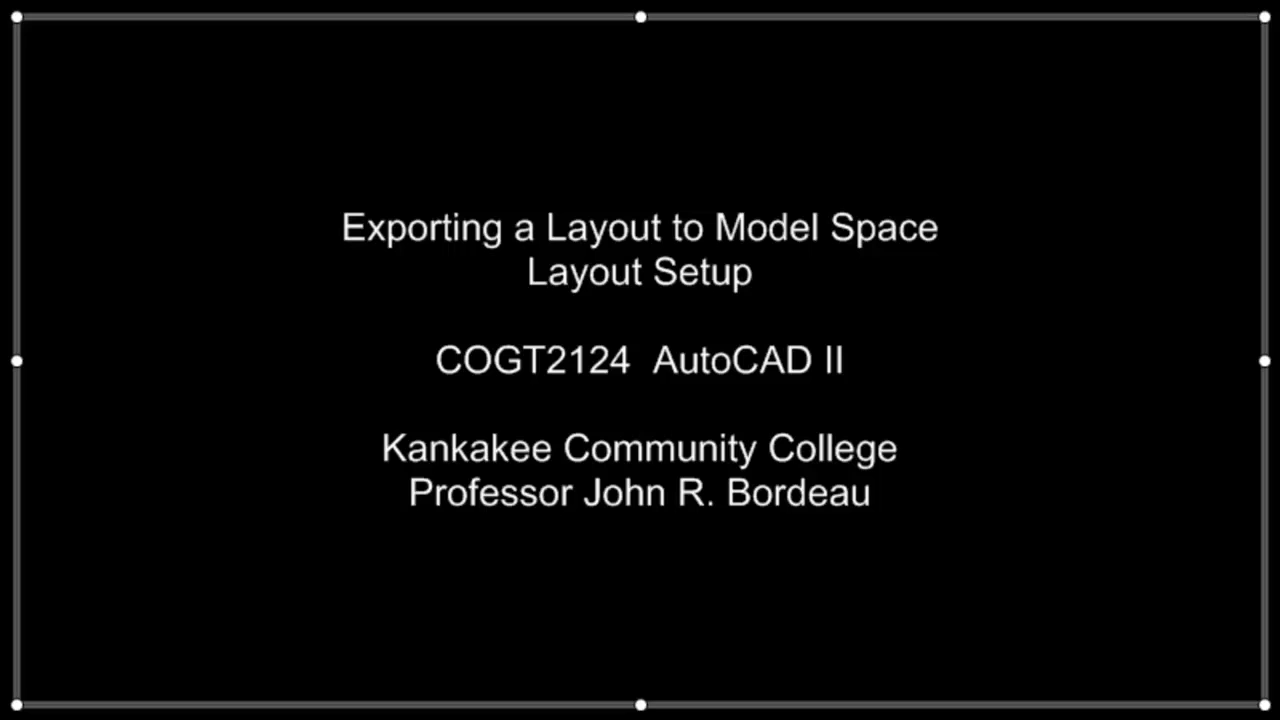 Exporting a Layout to Model Space
Layout Setup
COGT2124 AutoCAD II
Kankakee Community College
Professor John R. Bordeau